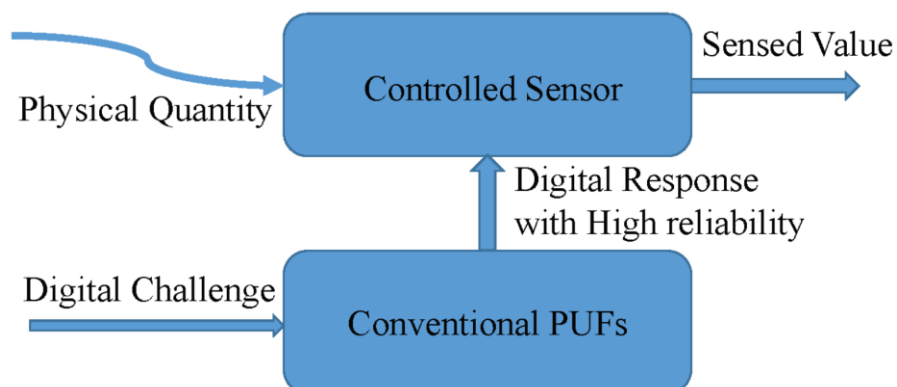 Sensed Value
Controlled Sensor
Physical Quantity
Digital Response
with High reliability
Digital Challenge
Conventional PUFs